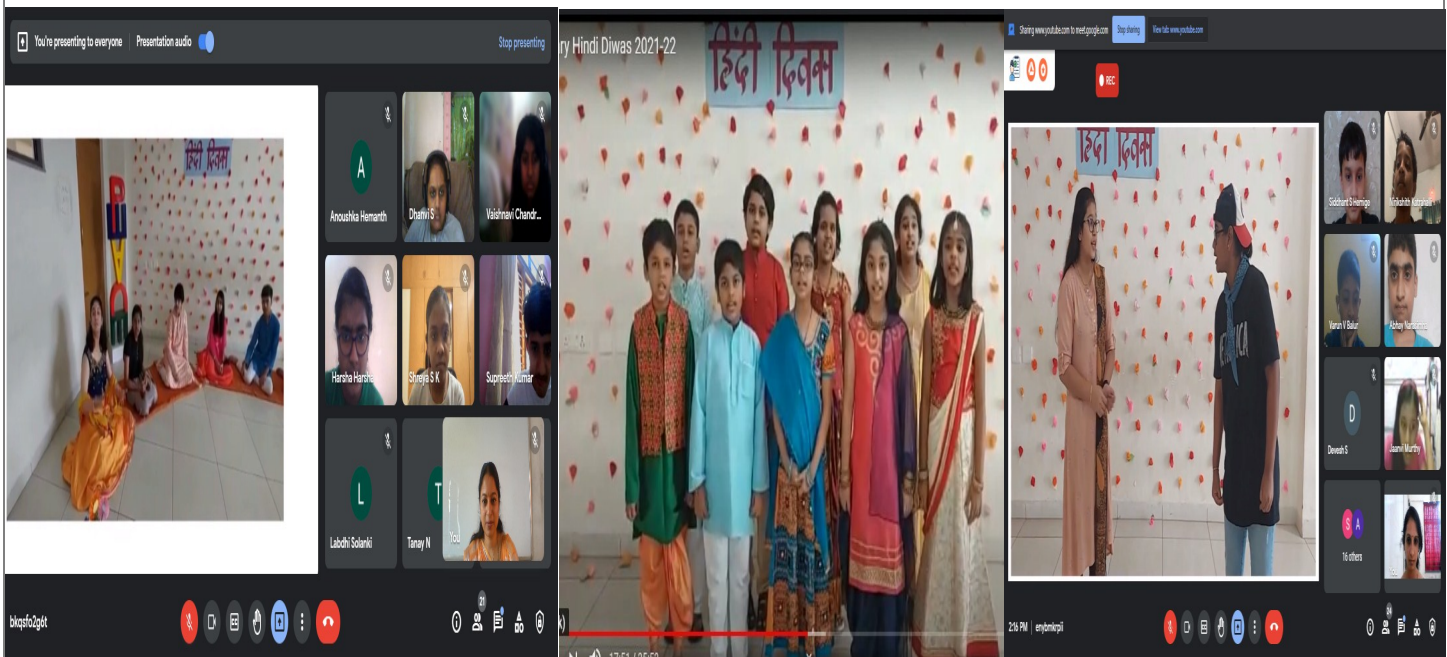 You're presenting to everyone
Presentation audio
Stop presenting
हिंदी दिवस
Anoushka Hemanth
A
Dhanvi S
Vaishnavi Chandr...
Harsha Harsha
Shreya S K
Supreeth Kumar
L
Labdhi Solanki
T
Tanay N
You
bkqsfo2g6t
21
ry Hindi Diwas 2021-22
हिंदी दिवस
Sharing www.youtube.com to meet.google.com
Stop sharing
View tab: www.youtube.com
REC
हिंदी दिवस
Siddhant S Hemige
Varun V Balur
D
Devesh S
Jaanvi Murthy
S A
16 others
2:16 PM
enybmkrpii
24